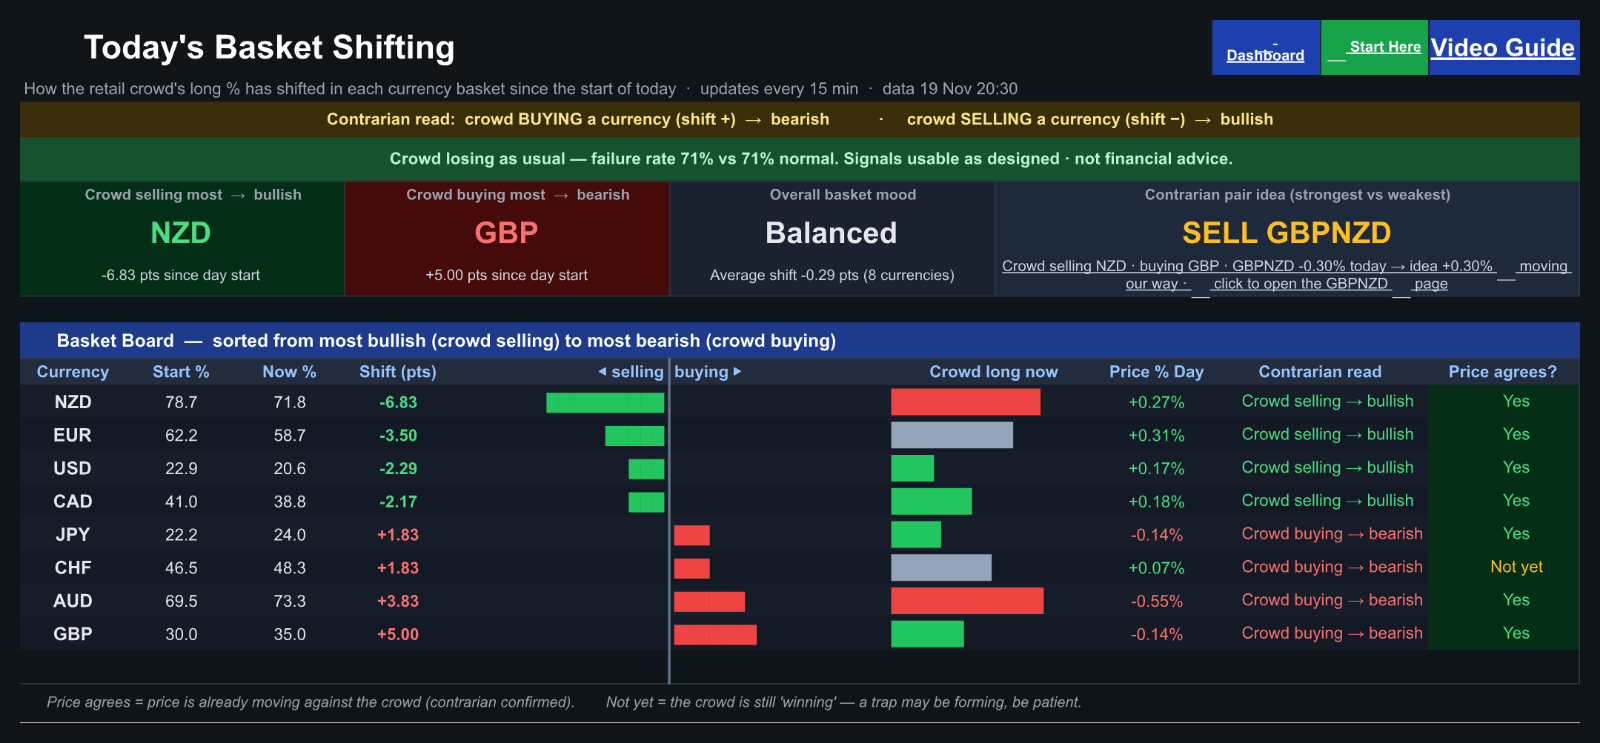 Today's Basket Shifting
Dashboard
Start Here
Video Guide
How the retail crowd's long % has shifted in each currency basket since the start of today · updates every 15 min · data 19 Nov 20:30
Contrarian read: crowd BUYING a currency (shift +) → bearish · crowd SELLING a currency (shift −) → bullish
Crowd losing as usual — failure rate 71% vs 71% normal. Signals usable as designed · not financial advice.
Crowd selling most → bullish
NZD
-6.83 pts since day start
Crowd buying most → bearish
GBP
+5.00 pts since day start
Overall basket mood
Balanced
Average shift -0.29 pts (8 currencies)
Contrarian pair idea (strongest vs weakest)
SELL GBPNZD
Crowd selling NZD · buying GBP · GBPNZD -0.30% today → idea +0.30% moving
our way · click to open the GBPNZD page
Basket Board — sorted from most bullish (crowd selling) to most bearish (crowd buying)
Currency Start % Now % Shift (pts) ◂ selling buying ▸ Crowd long now Price % Day Contrarian read Price agrees?
NZD 78.7 71.8 -6.83 +0.27% Crowd selling → bullish Yes
EUR 62.2 58.7 -3.50 +0.31% Crowd selling → bullish Yes
USD 22.9 20.6 -2.29 +0.17% Crowd selling → bullish Yes
CAD 41.0 38.8 -2.17 +0.18% Crowd selling → bullish Yes
JPY 22.2 24.0 +1.83 -0.14% Crowd buying → bearish Yes
CHF 46.5 48.3 +1.83 +0.07% Crowd buying → bearish Not yet
AUD 69.5 73.3 +3.83 -0.55% Crowd buying → bearish Yes
GBP 30.0 35.0 +5.00 -0.14% Crowd buying → bearish Yes
Price agrees = price is already moving against the crowd (contrarian confirmed). Not yet = the crowd is still 'winning' — a trap may be forming, be patient.